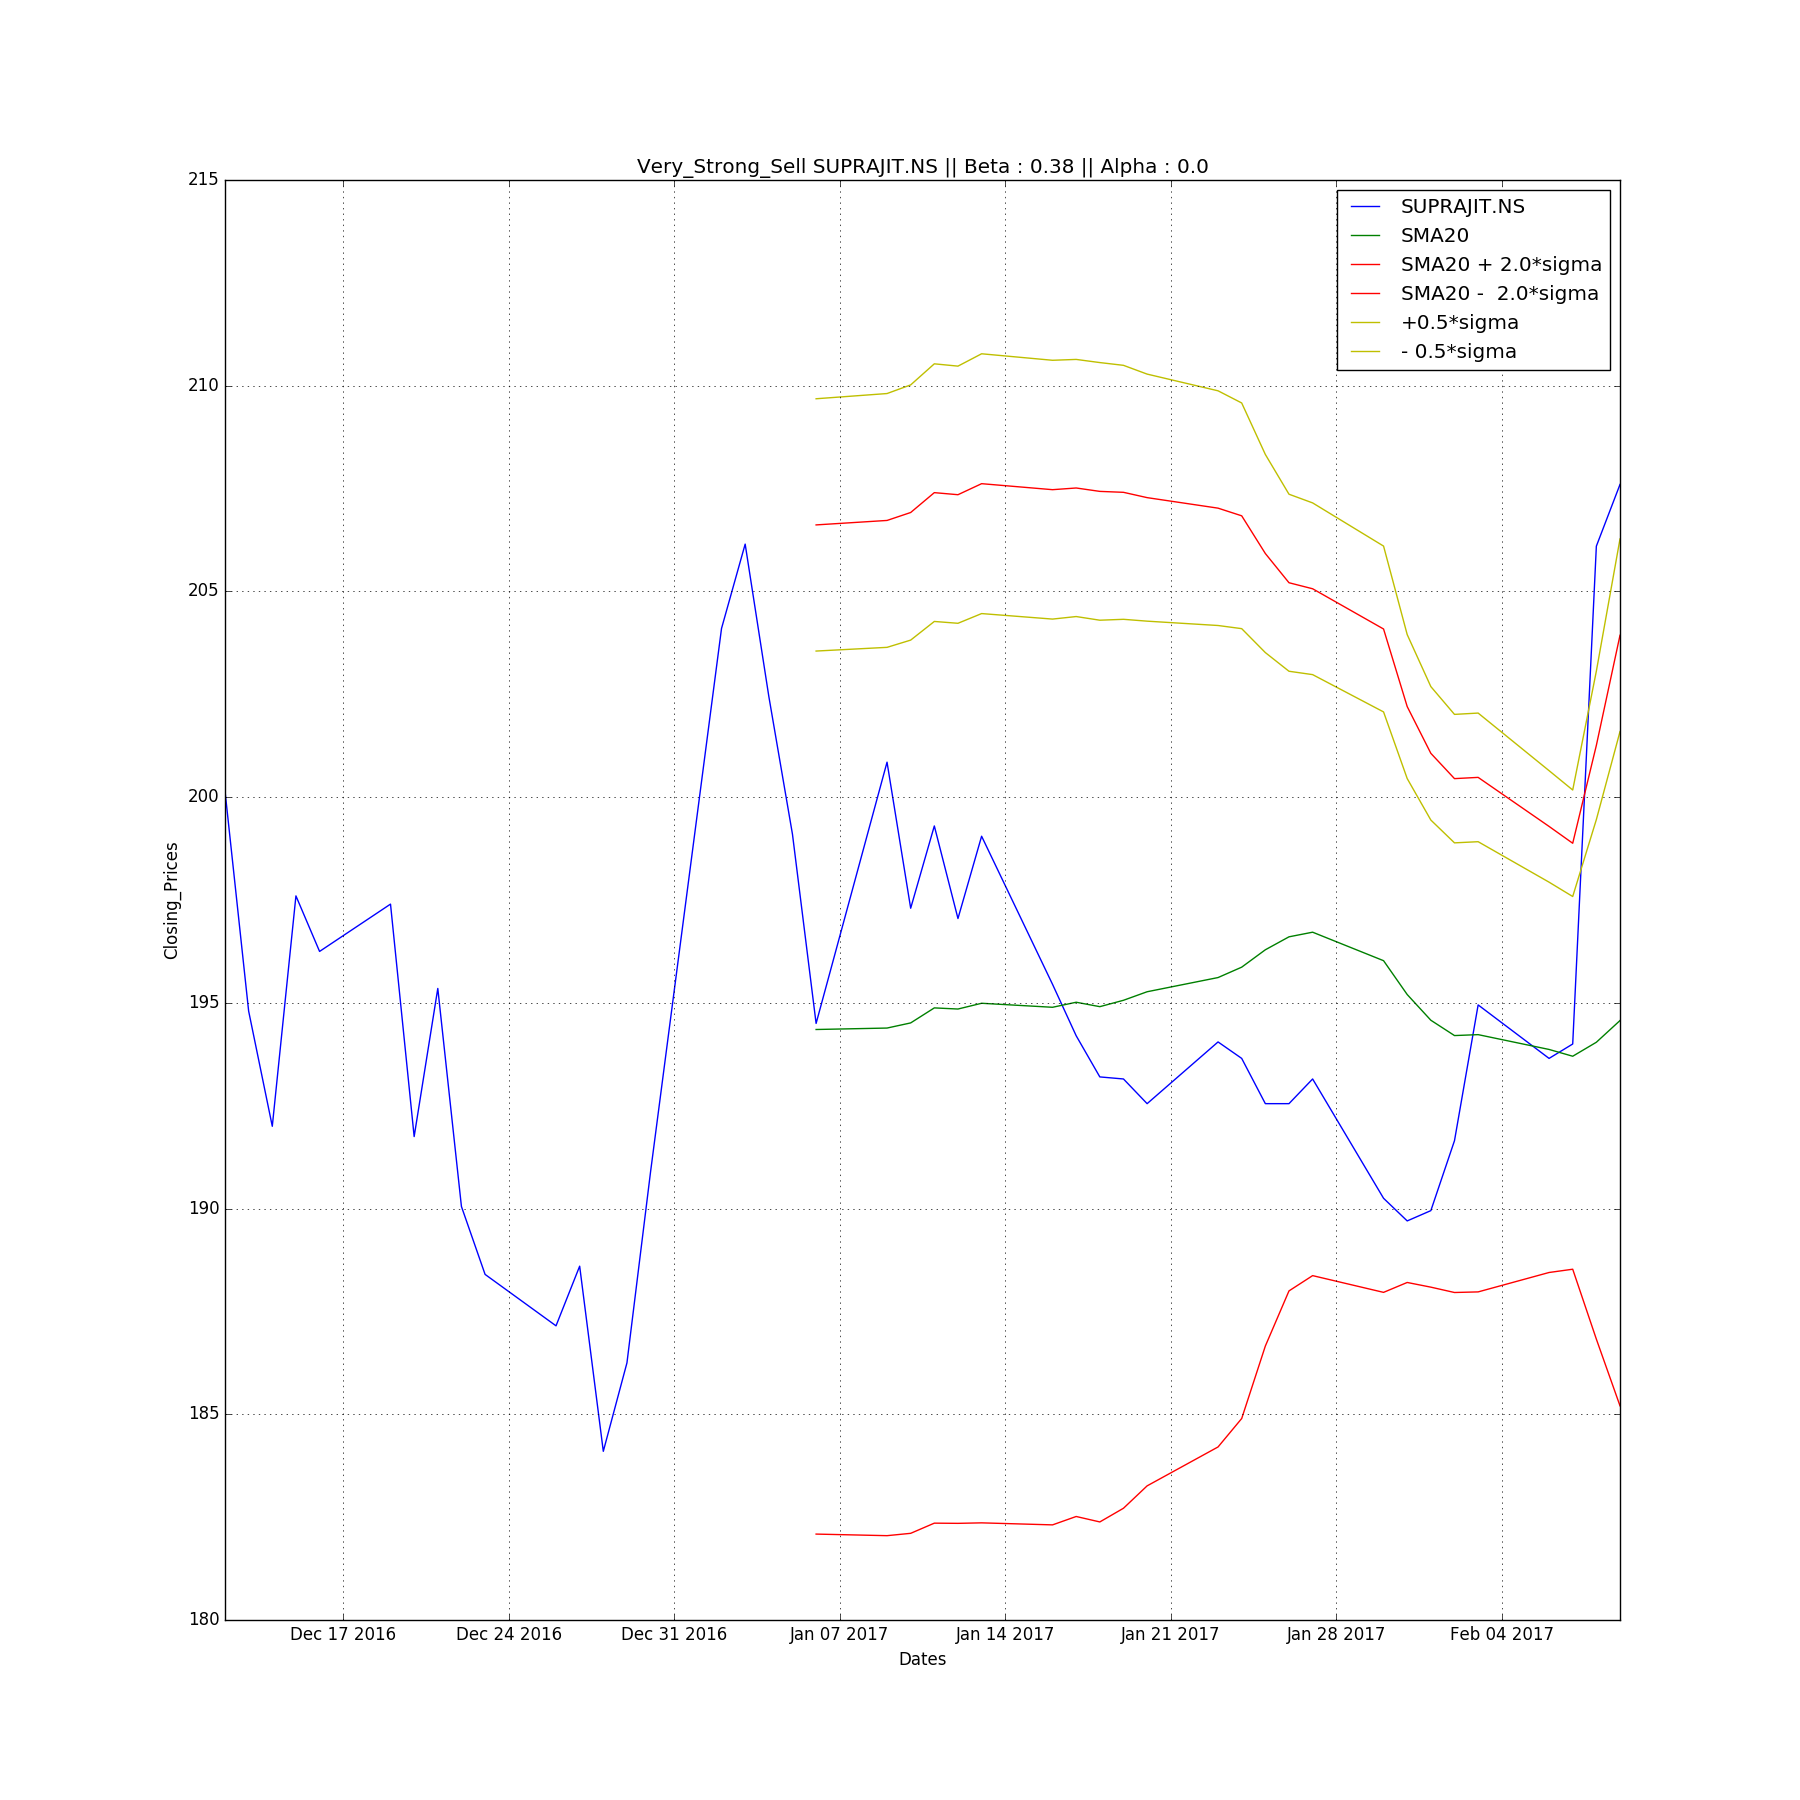 Very_Strong_Sell SUPRAJIT.NS || Beta : 0.38 || Alpha : 0.0
SUPRAJIT.NS
SMA20
SMA20 + 2.0*sigma
SMA20 -  2.0*sigma
+0.5*sigma
- 0.5*sigma
Closing_Prices
215
210
205
200
195
190
185
180
Dec 17 2016
Dec 24 2016
Dec 31 2016
Jan 07 2017
Jan 14 2017
Jan 21 2017
Jan 28 2017
Feb 04 2017
Dates